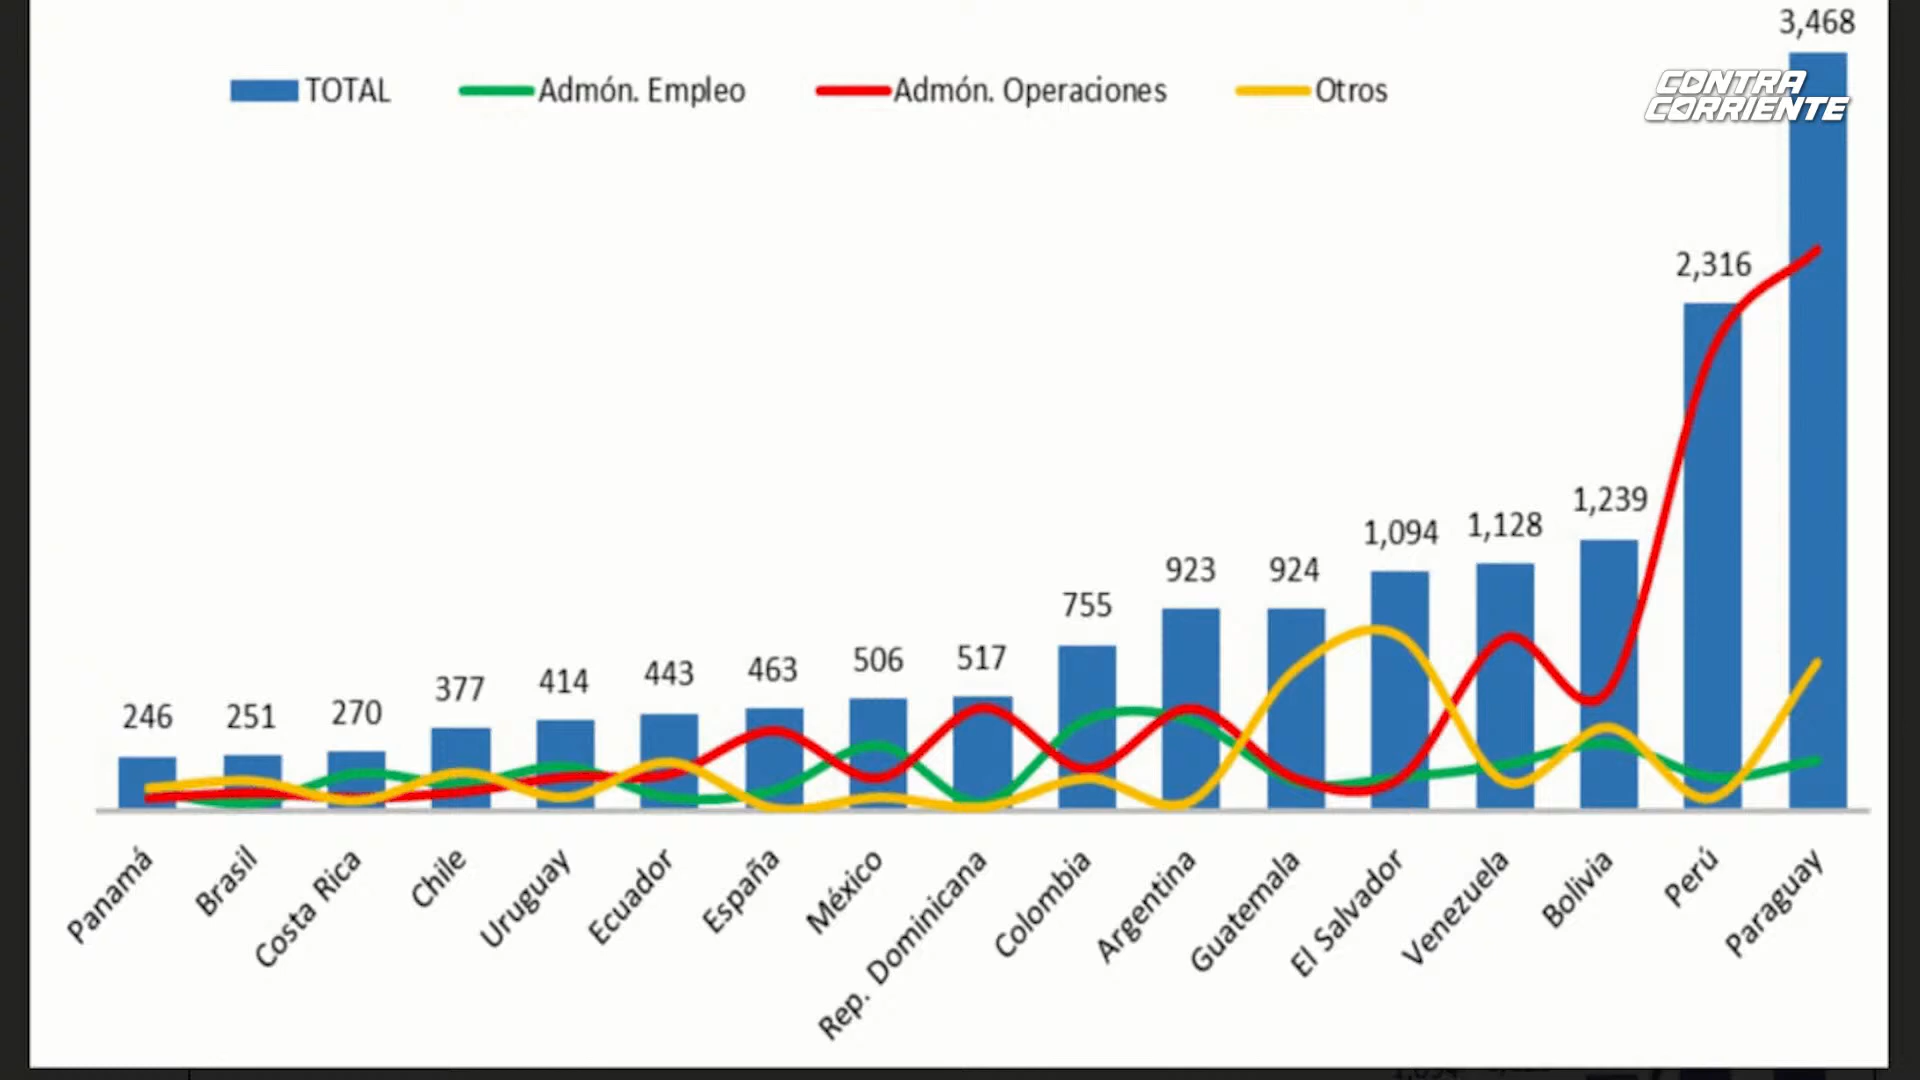 3,468
CONTRA
CORRIENTE
TOTAL Admón. Empleo Admón. Operaciones Otros
2,316
1,239
1,128
1,094
924
923
755
517
506
463
443
414
377
270
251
246
Panamá
Brasil
Costa Rica
Chile
Uruguay
Ecuador
España
México
Rep. Dominicana
Colombia
Argentina
Guatemala
El Salvador
Venezuela
Bolivia
Perú
Paraguay